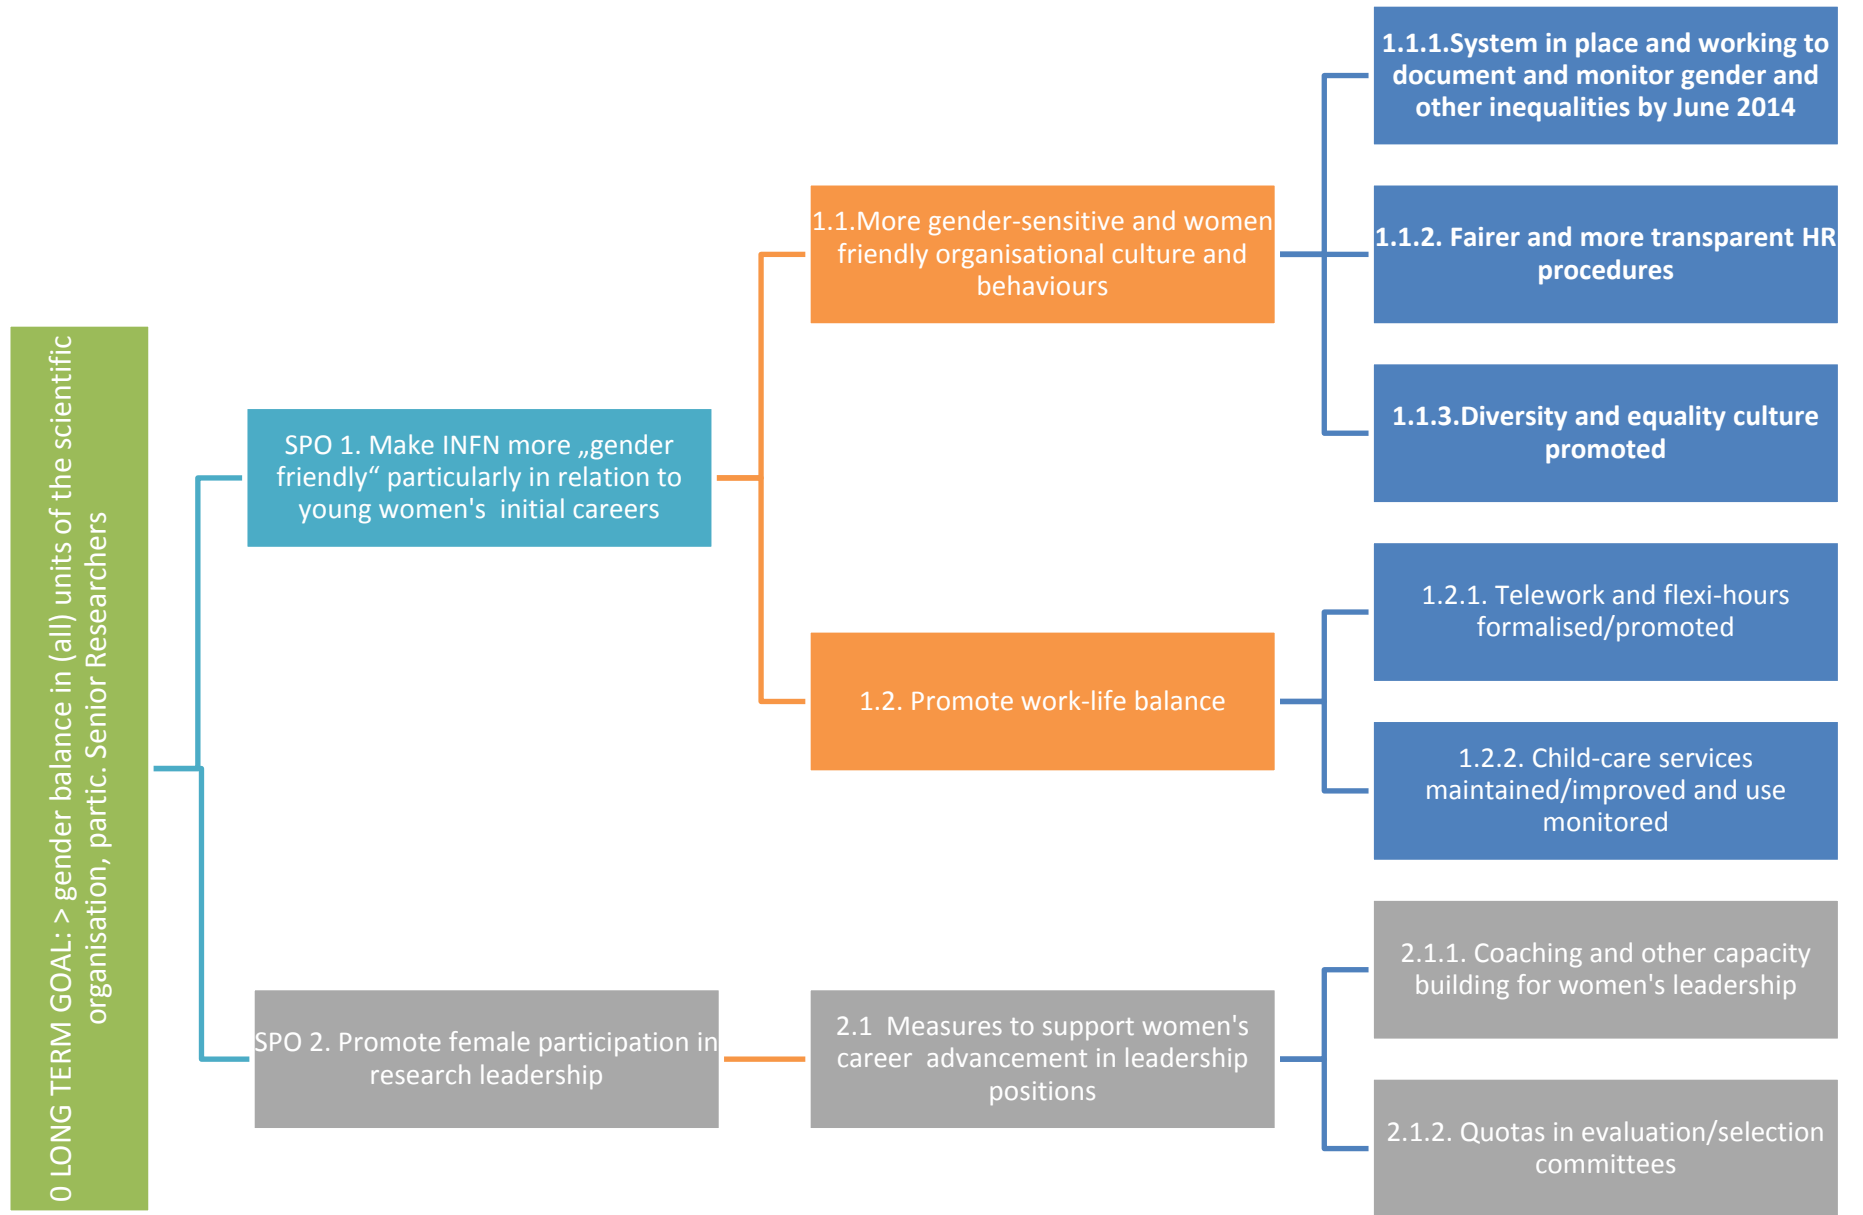 0 LONG TERM GOAL: > gender balance in (all) units of the scientific
organisation, partic. Senior Researchers
SPO 1. Make INFN more „gender
friendly“ particularly in relation to
young women's initial careers
1.1.More gender-sensitive and women
friendly organisational culture and
behaviours
1.1.1.System in place and working to
document and monitor gender and
other inequalities by June 2014
1.1.2. Fairer and more transparent HR
procedures
1.1.3.Diversity and equality culture
promoted
1.2. Promote work-life balance
1.2.1. Telework and flexi-hours
formalised/promoted
1.2.2. Child-care services
maintained/improved and use
monitored
SPO 2. Promote female participation in
research leadership
2.1 Measures to support women's
career advancement in leadership
positions
2.1.1. Coaching and other capacity
building for women's leadership
2.1.2. Quotas in evaluation/selection
committees